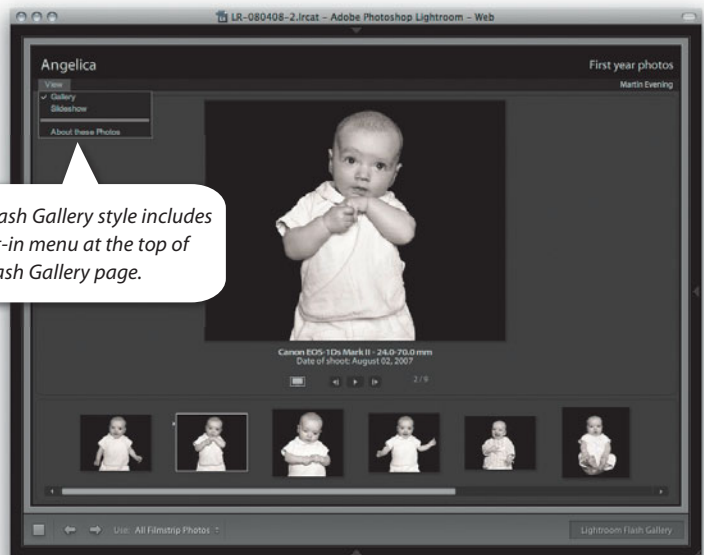 LR-080408-2.lrcat – Adobe Photoshop Lightroom – Web
Angelica
First year photos
View
Martin Evening
✓ Gallery
Slideshow
About these Photos
ash Gallery style includes
-in menu at the top of
ash Gallery page.
Canon EOS-1Ds Mark II - 24.0-70.0 mm
Date of shoot: August 02, 2007
2 / 9
Use: All Filmstrip Photos
Lightroom Flash Gallery